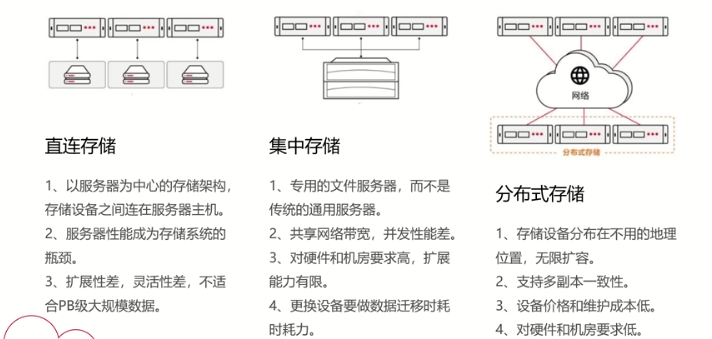 直连存储
1、以服务器为中心的存储架构，
存储设备之间连在服务器主机。
2、服务器性能成为存储系统的
瓶颈。
3、扩展性差，灵活性差，不适
合PB级大规模数据。
集中存储
1、专用的文件服务器，而不是
传统的通用服务器。
2、共享网络带宽，并发性能差。
3、对硬件和机房要求高，扩展
能力有限。
4、更换设备要做数据迁移时耗
时耗力。
网络
分布式存储
分布式存储
1、存储设备分布在不用的地理
位置，无限扩容。
2、支持多副本一致性。
3、设备价格和维护成本低。
4、对硬件和机房要求低。